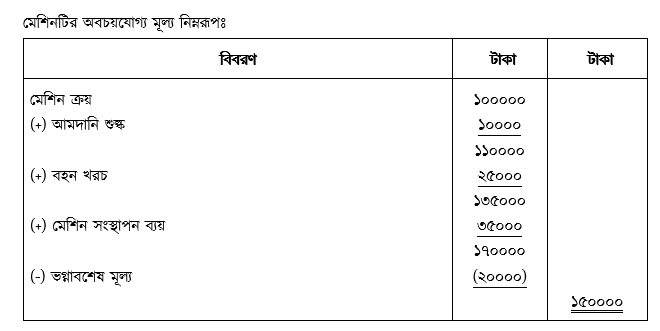 মেশিনটির অবচয়যোগ্য মূল্য নিম্নরূপঃ
বিবরণ টাকা টাকা
মেশিন ক্রয় ১০০০০০
(+) আমদানি শুল্ক ১০০০০
১১০০০০
(+) বহন খরচ ২৫০০০
১৩৫০০০
(+) মেশিন সংস্থাপন ব্যয় ৩৫০০০
১৭০০০০
(-) ভগ্নাবশেষ মূল্য (২০০০০)
১৫০০০০